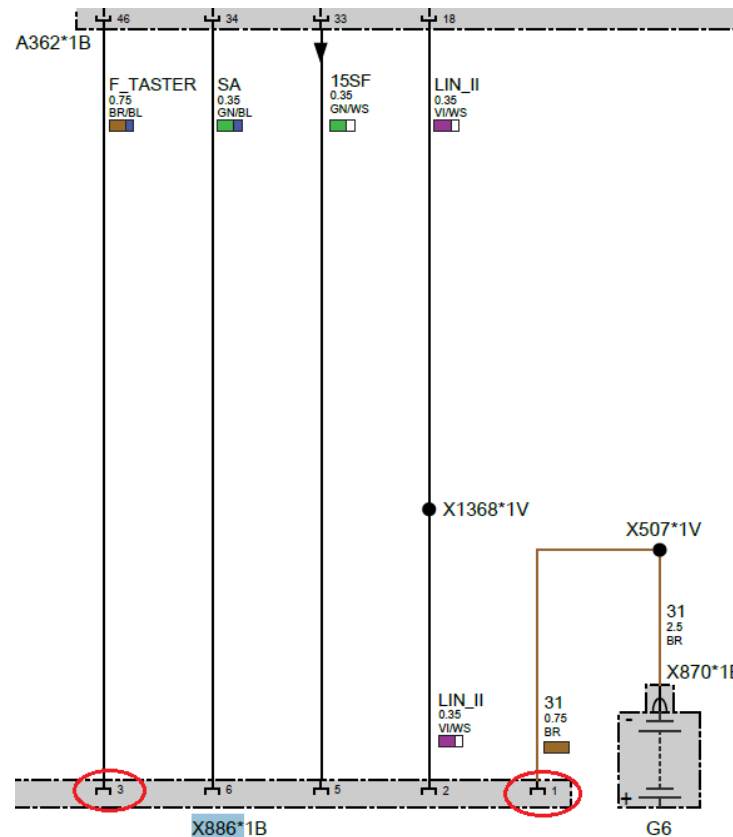 46
34
33
18
A362*1B
F_TASTER
0.75
BR/BL
SA
0.35
GN/BL
15SF
0.35
GN/WS
LIN_II
0.35
VI/WS
X1368*1V
X507*1V
31
2.5
BR
X870*1B
LIN_II
0.35
VI/WS
31
0.75
BR
-
+
3
6
5
2
1
X886*1B
G6